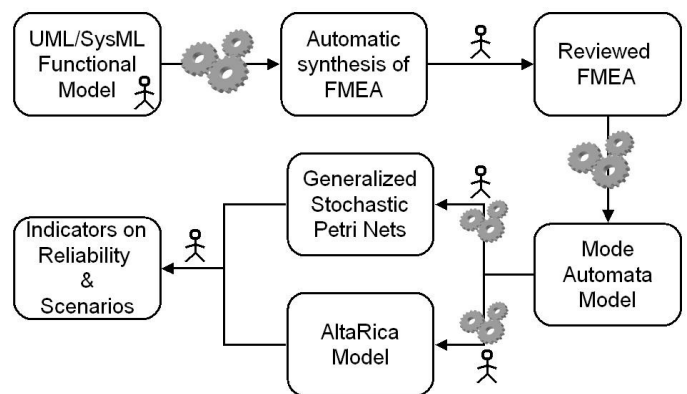 UML/SysML
Functional
Model
Automatic
synthesis of
FMEA
Reviewed
FMEA
Generalized
Stochastic
Petri Nets
Indicators on
Reliability
&
Scenarios
Mode
Automata
Model
AltaRica
Model